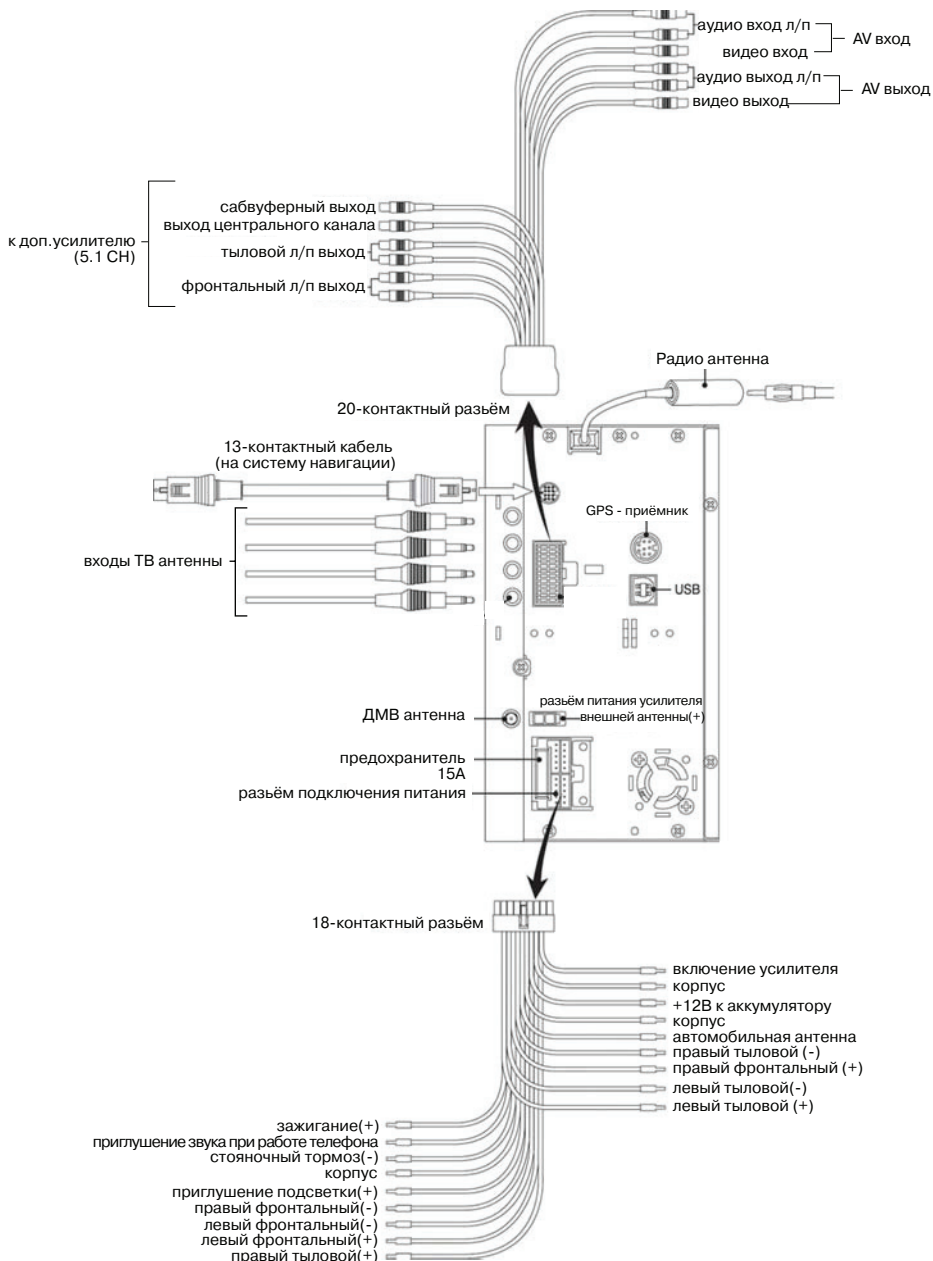 аудио вход л/п
AV вход
видео вход
аудио выход л/п
AV выход
видео выход
сабвуферный выход
выход центрального канала
к доп.усилителю
(5.1 CH)
тыловой л/п выход
фронтальный л/п выход
Радио антенна
20-контактный разьём
13-контактный кабель
(на систему навигации)
GPS - приёмник
входы ТВ антенны
USB
разьём питания усилителя
внешней антенны(+)
ДМВ антенна
предохранитель
15А
разьём подключения питания
18-контактный разьём
включение усилителя
корпус
+12В к аккумулятору
корпус
автомобильная антенна
правый тыловой (-)
правый фронтальный (+)
левый тыловой(-)
левый тыловой (+)
зажигание(+)
приглушение звука при работе телефона
стояночный тормоз(-)
корпус
приглушение подсветки(+)
правый фронтальный(-)
левый фронтальный(-)
левый фронтальный(+)
правый тыловой(+)